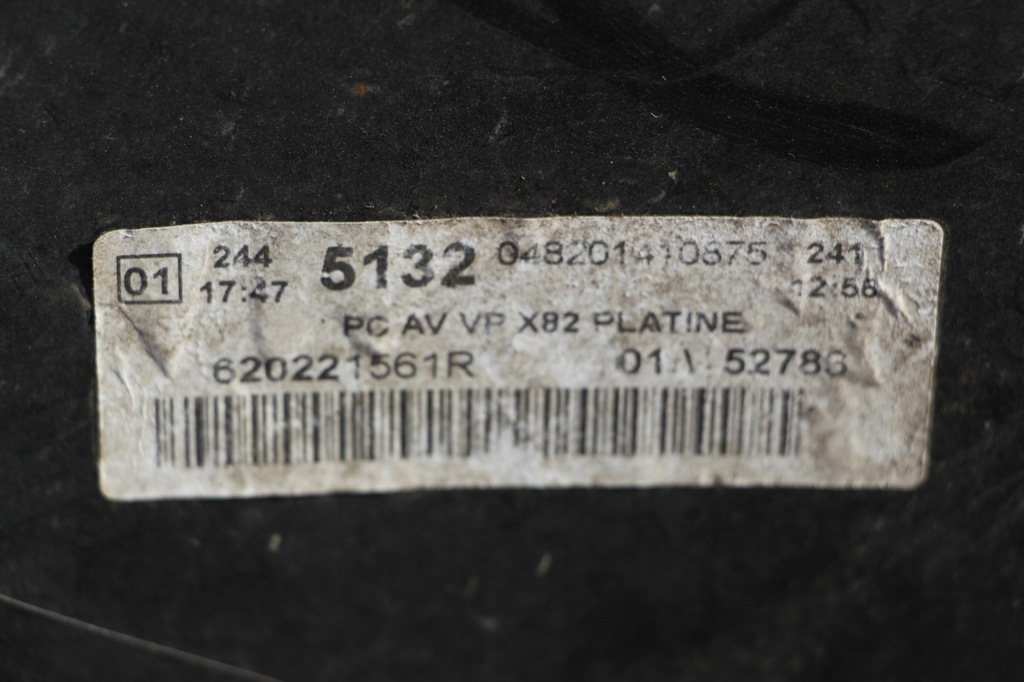 01 244 5132 048201410875 241
17:47 12:56
PC AV VP X82 PLATINE
620221561R 01 52786